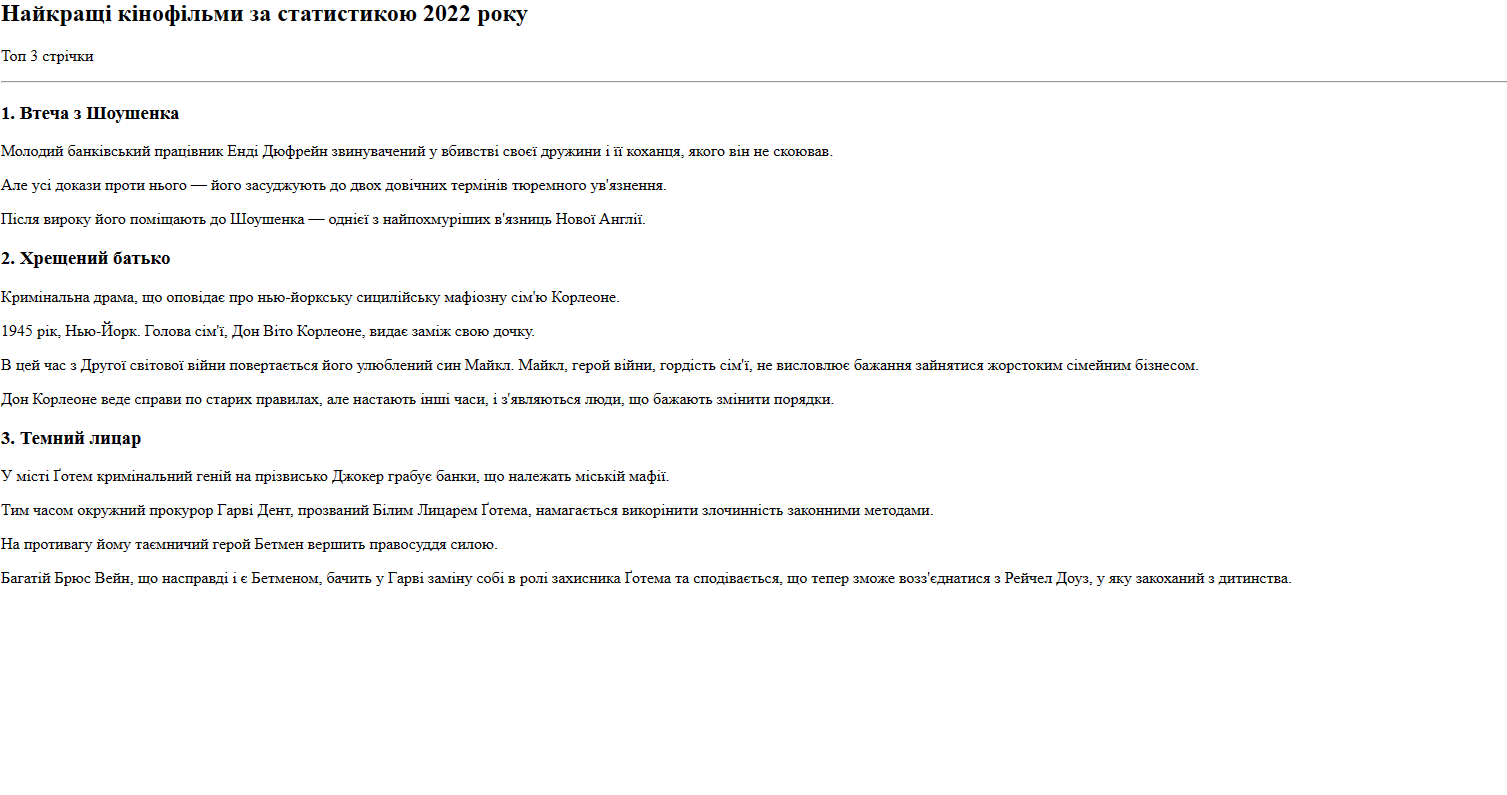 Найкращі кінофільми за статистикою 2022 року
Топ 3 стрічки
1. Втеча з Шоушенка
Молодий банківський працівник Енді Дюфрейн звинувачений у вбивстві своєї дружини і її коханця, якого він не скоював.
Але усі докази проти нього — його засуджують до двох довічних термінів тюремного ув'язнення.
Після вироку його поміщають до Шоушенка — однієї з найпохмуріших в'язниць Нової Англії.
2. Хрещений батько
Кримінальна драма, що оповідає про нью-йоркську сицилійську мафіозну сім'ю Корлеоне.
1945 рік, Нью-Йорк. Голова сім'ї, Дон Віто Корлеоне, видає заміж свою дочку.
В цей час з Другої світової війни повертається його улюблений син Майкл. Майкл, герой війни, гордість сім'ї, не висловлює бажання зайнятися жорстоким сімейним бізнесом.
Дон Корлеоне веде справи по старих правилах, але настають інші часи, і з'являються люди, що бажають змінити порядки.
3. Темний лицар
У місті Ґотем кримінальний геній на прізвисько Джокер грабує банки, що належать міській мафії.
Тим часом окружний прокурор Гарві Дент, прозваний Білим Лицарем Ґотема, намагається викорінити злочинність законними методами.
На противагу йому таємничий герой Бетмен вершить правосуддя силою.
Багатій Брюс Вейн, що насправді і є Бетменом, бачить у Гарві заміну собі в ролі захисника Ґотема та сподівається, що тепер зможе возз'єднатися з Рейчел Доуз, у яку закоханий з дитинства.